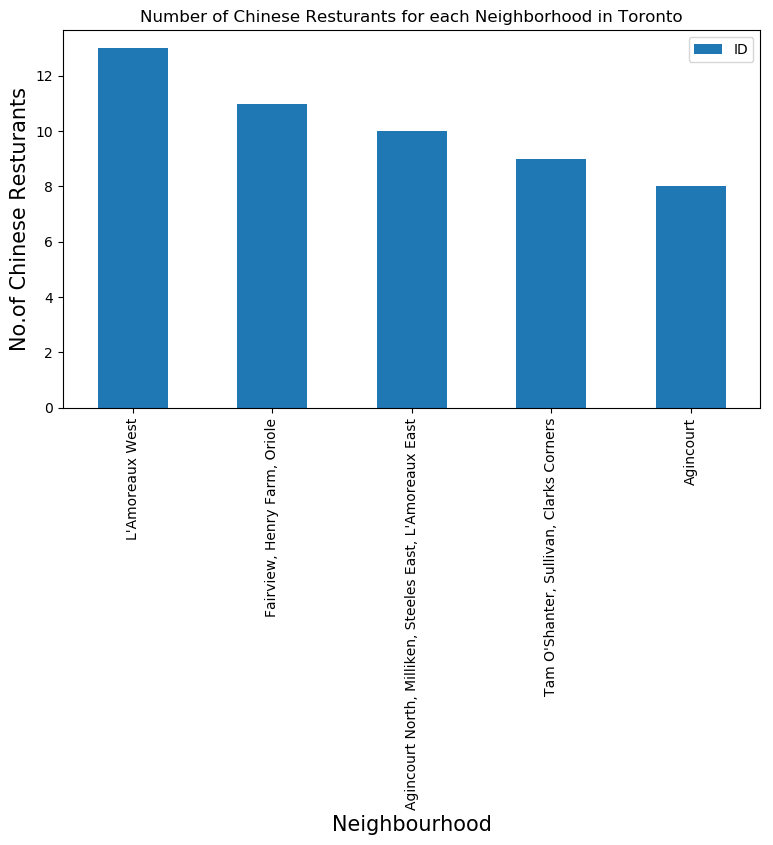 Number of Chinese Resturants for each Neighborhood in Toronto
ID
No.of Chinese Resturants
12
10
8
6
4
2
0
L'Amoreaux West
Fairview, Henry Farm, Oriole
Agincourt North, Milliken, Steeles East, L'Amoreaux East
Tam O'Shanter, Sullivan, Clarks Corners
Agincourt
Neighbourhood